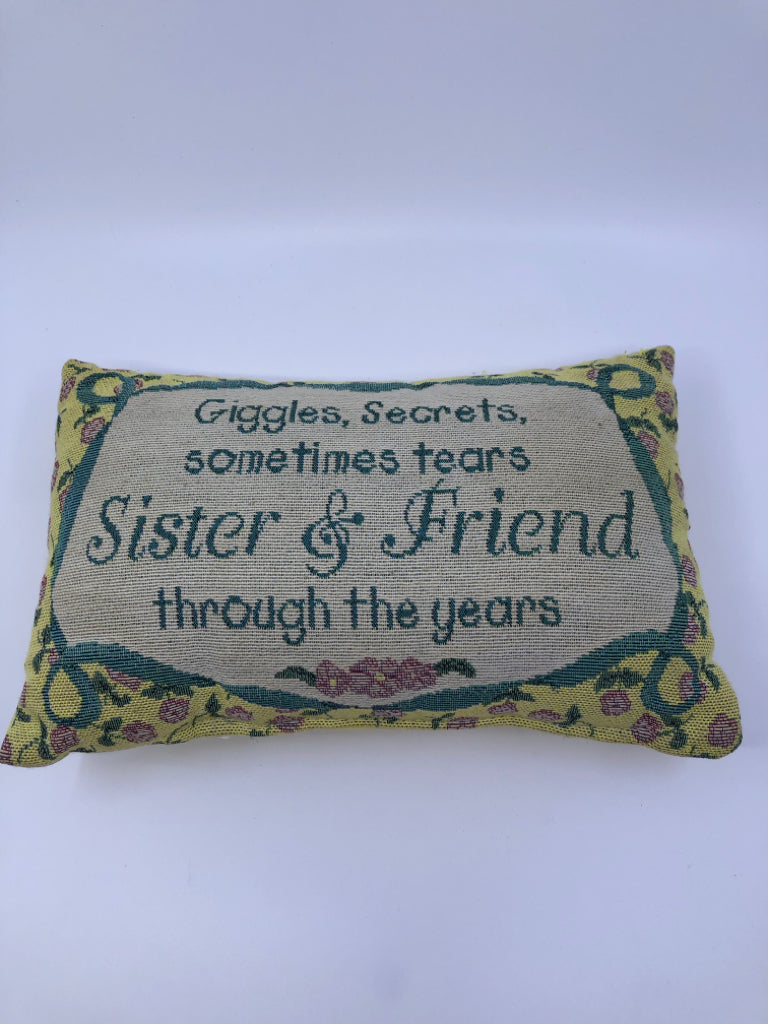 Giggles, Secrets,
sometimes tears
Sister & Friend
through the years